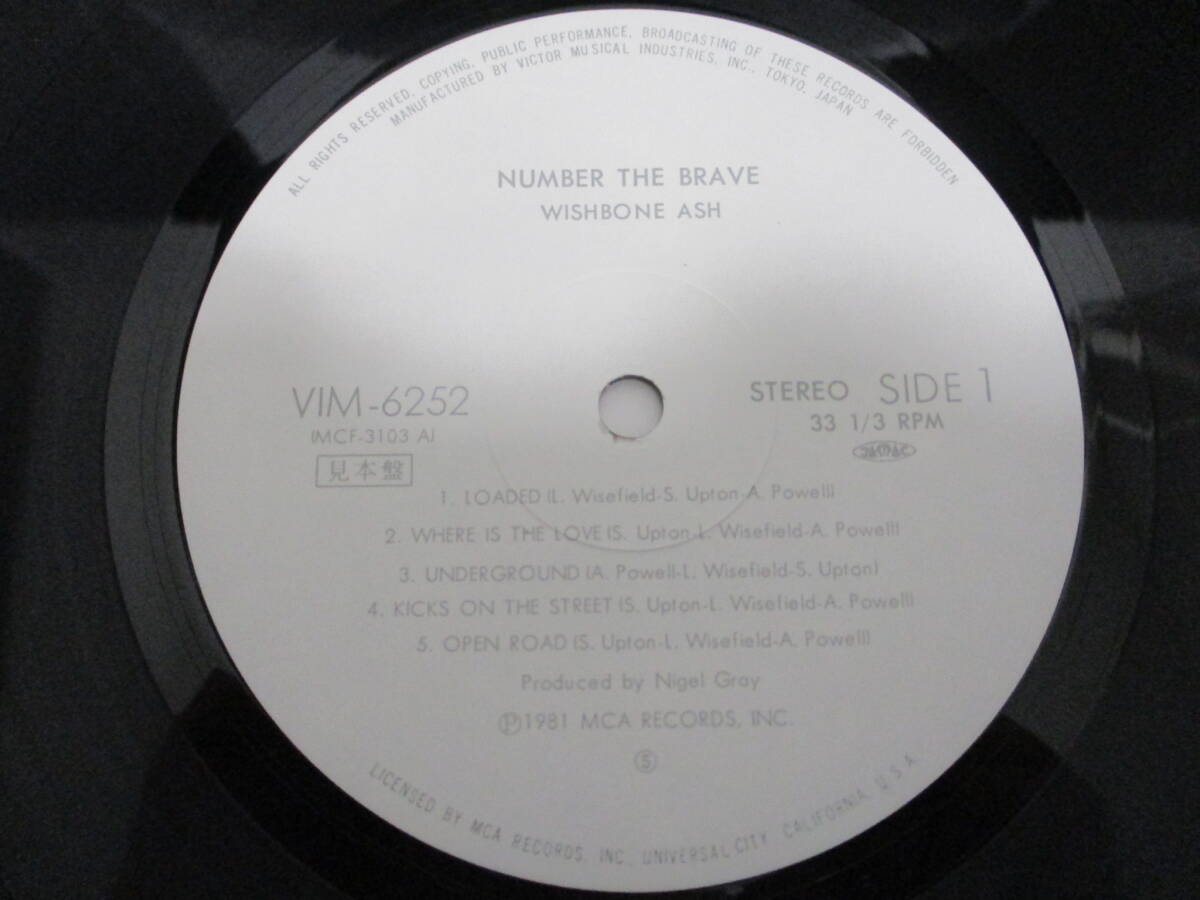 ALL RIGHTS RESERVED. COPYING, PUBLIC PERFORMANCE, BROADCASTING OF THESE RECORDS ARE FORBIDDEN
MANUFACTURED BY VICTOR MUSICAL INDUSTRIES, INC., TOKYO, JAPAN
NUMBER THE BRAVE
WISHBONE ASH
VIM-6252
(MCF-3103 A)
見本盤
STEREO SIDE 1
33 1/3 RPM
JASRAC
1. LOADED (L. Wisefield-S. Upton-A. Powell)
2. WHERE IS THE LOVE (S. Upton-L. Wisefield-A. Powell)
3. UNDERGROUND (A. Powell-L. Wisefield-S. Upton)
4. KICKS ON THE STREET (S. Upton-L. Wisefield-A. Powell)
5. OPEN ROAD (S. Upton-L. Wisefield-A. Powell)
Produced by Nigel Gray
Ⓟ1981 MCA RECORDS, INC.
Ⓢ
LICENSED BY MCA RECORDS, INC., UNIVERSAL CITY, CALIFORNIA, U.S.A.